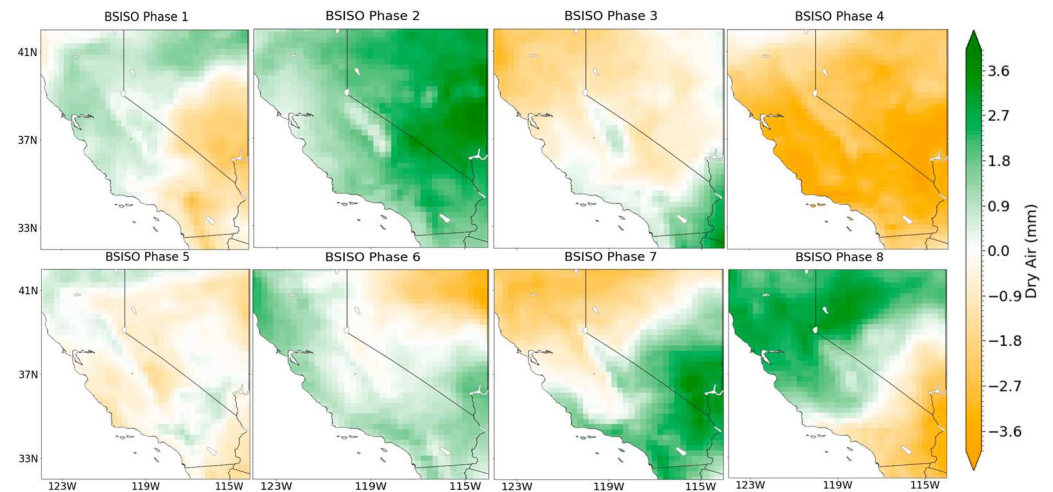 BSISO Phase 1
BSISO Phase 2
BSISO Phase 3
BSISO Phase 4
41N
37N
33N
BSISO Phase 5
BSISO Phase 6
BSISO Phase 7
BSISO Phase 8
41N
37N
33N
123W 119W 115W
119W 115W
119W 115W
119W 115W
3.6
2.7
1.8
0.9
0.0
−0.9
−1.8
−2.7
−3.6
Dry Air (mm)